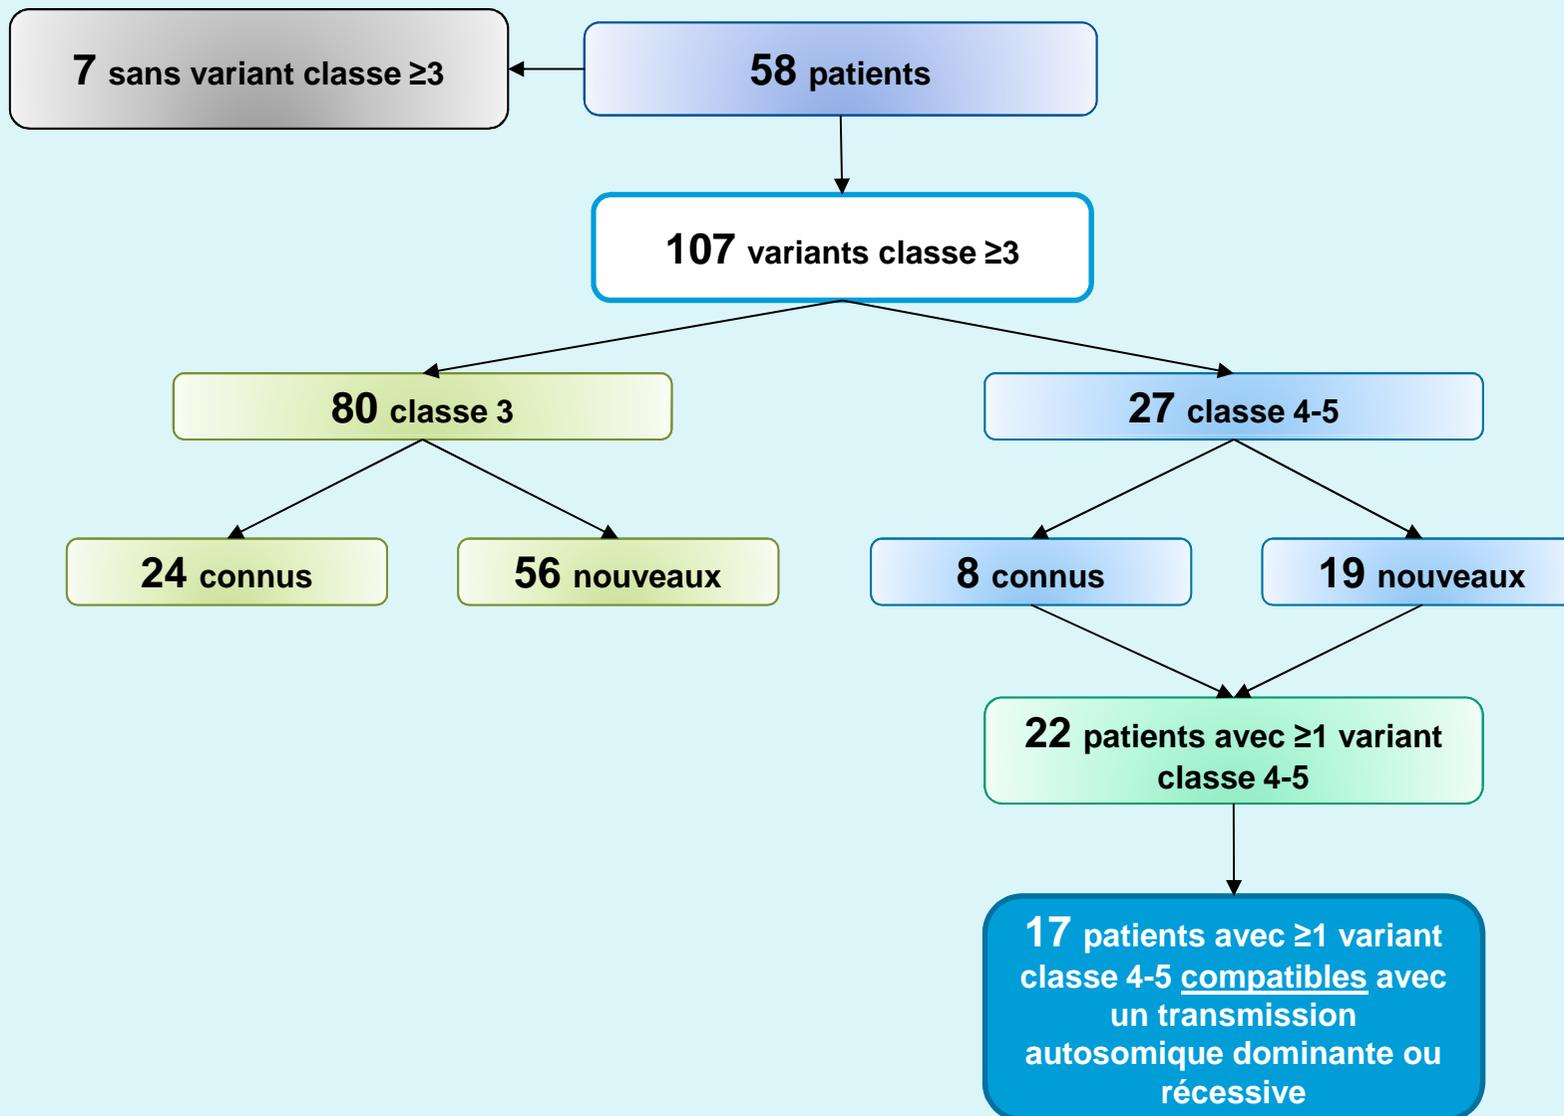 7 sans variant classe ≥3
58 patients
107 variants classe ≥3
80 classe 3
27 classe 4-5
24 connus
56 nouveaux
8 connus
19 nouveaux
22 patients avec ≥1 variant
classe 4-5
17 patients avec ≥1 variant
classe 4-5 compatibles avec
un transmission
autosomique dominante ou
récessive